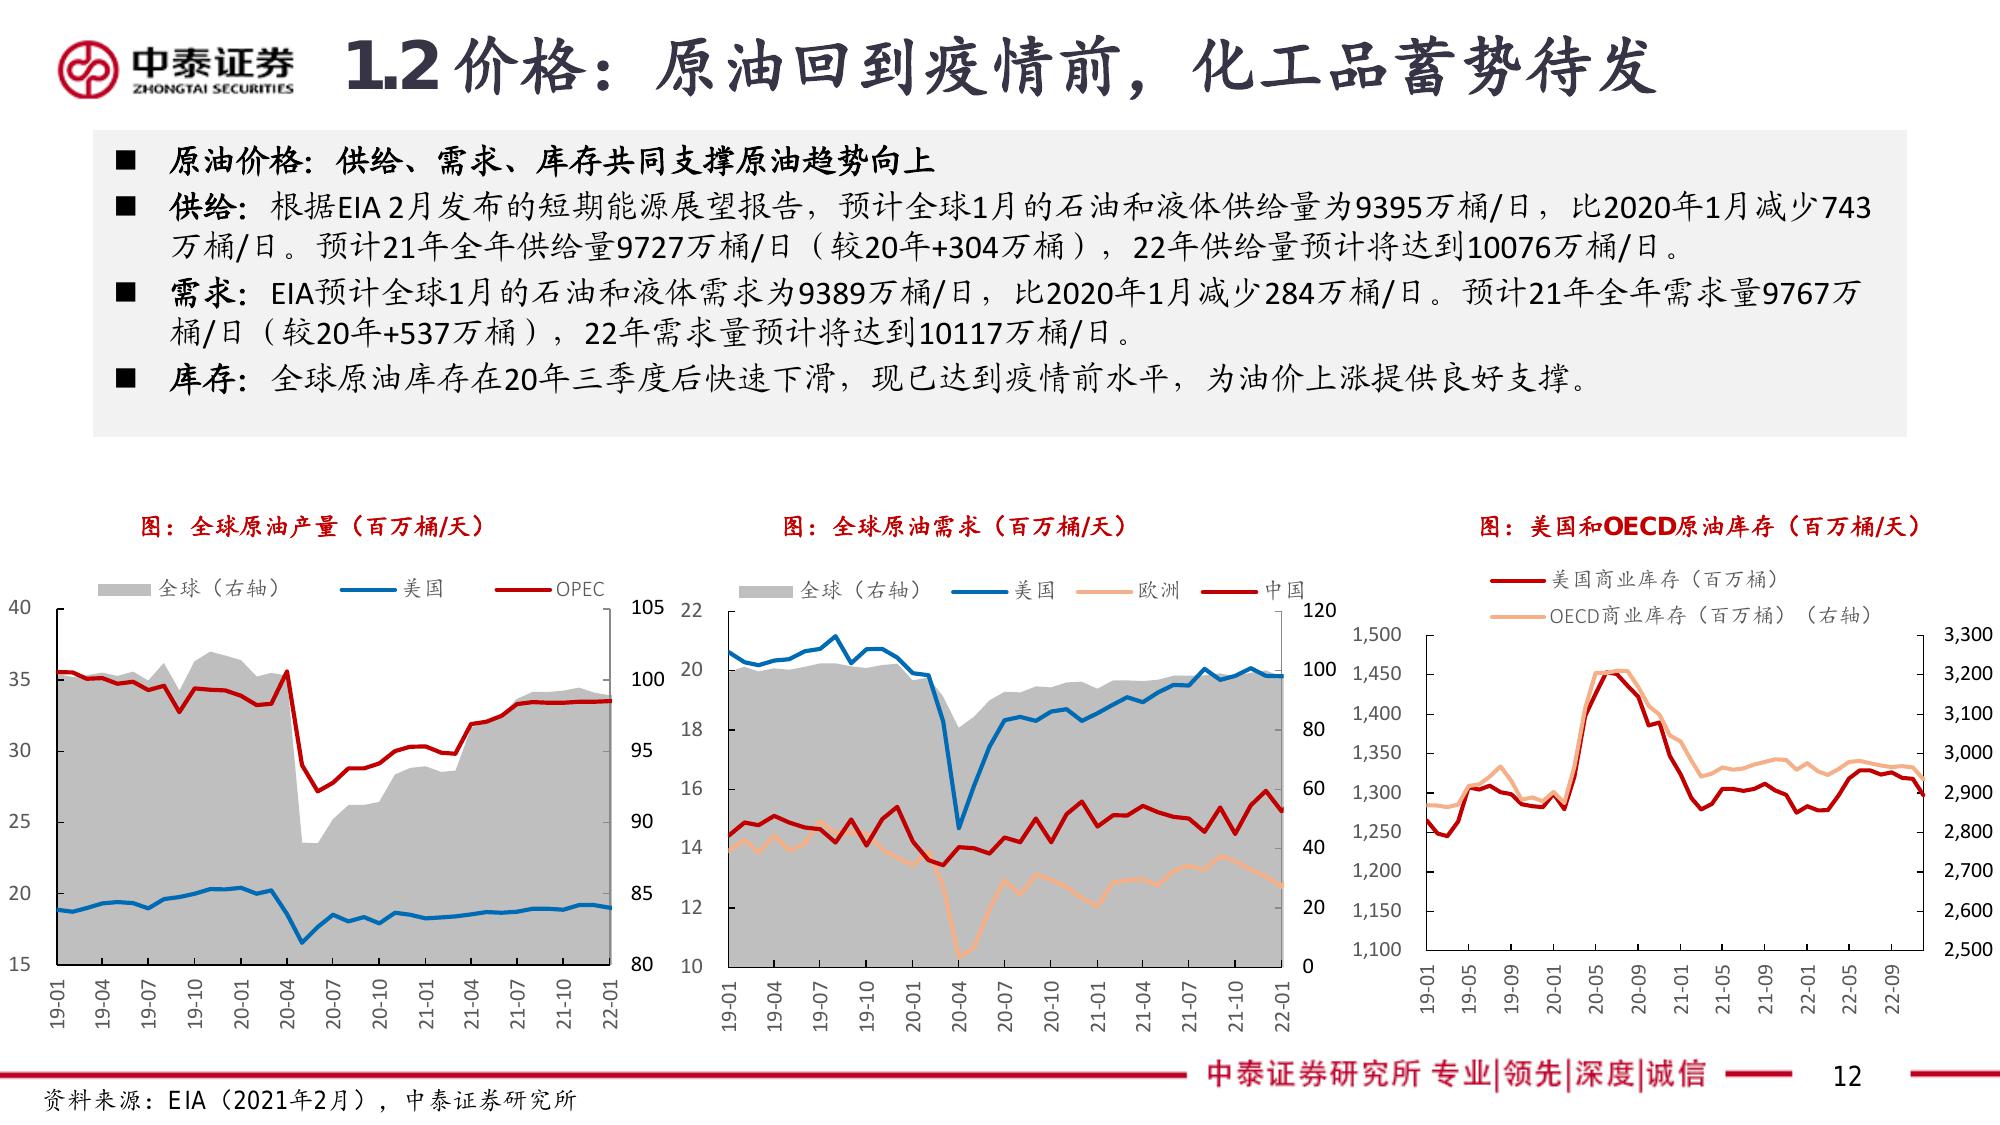 中泰证券
ZHONGTAI SECURITIES
1.2 价格：原油回到疫情前，化工品蓄势待发
■ 原油价格：供给、需求、库存共同支撑原油趋势向上
■ 供给：根据EIA 2月发布的短期能源展望报告，预计全球1月的石油和液体供给量为9395万桶/日，比2020年1月减少743
万桶/日。预计21年全年供给量9727万桶/日（较20年+304万桶），22年供给量预计将达到10076万桶/日。
■ 需求：EIA预计全球1月的石油和液体需求为9389万桶/日，比2020年1月减少284万桶/日。预计21年全年需求量9767万
桶/日（较20年+537万桶），22年需求量预计将达到10117万桶/日。
■ 库存：全球原油库存在20年三季度后快速下滑，现已达到疫情前水平，为油价上涨提供良好支撑。
图：全球原油产量（百万桶/天）
全球（右轴） 美国 OPEC
40
35
30
25
20
15
105
100
95
90
85
80
19-01 19-04 19-07 19-10 20-01 20-04 20-07 20-10 21-01 21-04 21-07 21-10 22-01
图：全球原油需求（百万桶/天）
全球（右轴） 美国 欧洲 中国
22
20
18
16
14
12
10
120
100
80
60
40
20
0
19-01 19-04 19-07 19-10 20-01 20-04 20-07 20-10 21-01 21-04 21-07 21-10 22-01
图：美国和OECD原油库存（百万桶/天）
美国商业库存（百万桶）
OECD商业库存（百万桶）（右轴）
1,500
1,450
1,400
1,350
1,300
1,250
1,200
1,150
1,100
3,300
3,200
3,100
3,000
2,900
2,800
2,700
2,600
2,500
19-01 19-05 19-09 20-01 20-05 20-09 21-01 21-05 21-09 22-01 22-05 22-09
中泰证券研究所 专业|领先|深度|诚信
12
资料来源：EIA（2021年2月），中泰证券研究所